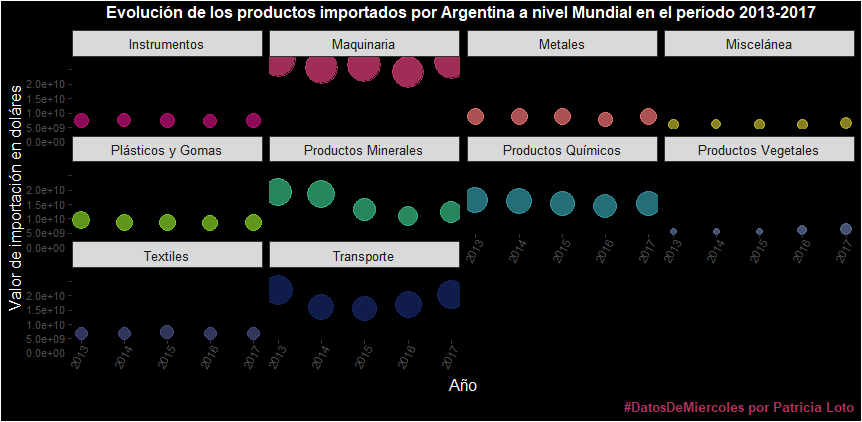 Evolución de los productos importados por Argentina a nivel Mundial en el período 2013-2017
Instrumentos
Maquinaria
Metales
Miscelánea
2.0e+10
1.5e+10
1.0e+10
5.0e+09
0.0e+00
Plásticos y Gomas
Productos Minerales
Productos Químicos
Productos Vegetales
2.0e+10
1.5e+10
1.0e+10
5.0e+09
0.0e+00
2013 2014 2015 2016 2017
2013 2014 2015 2016 2017
Textiles
Transporte
2.0e+10
1.5e+10
1.0e+10
5.0e+09
0.0e+00
2013 2014 2015 2016 2017
2013 2014 2015 2016 2017
Valor de importación en doláres
Año
#DatosDeMiercoles por Patricia Loto